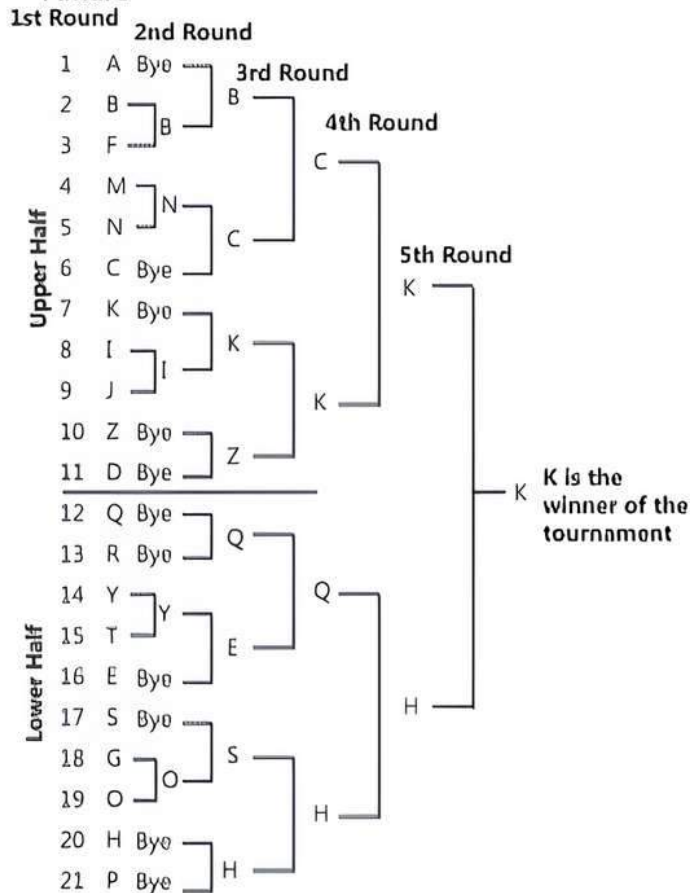 1st Round
2nd Round
3rd Round
4th Round
5th Round
Upper Half
1 A Bye
2 B
3 F
B
4 M
5 N
N
6 C Bye
7 K Bye
8 I
9 J
I
10 Z Bye
11 D Bye
Lower Half
12 Q Bye
13 R Bye
14 Y
15 T
Y
16 E Bye
17 S Bye
18 G
19 O
O
20 H Bye
21 P Bye
B
C
K
Z
Q
E
S
H
C
K
Q
H
K
H
K
K is the
winner of the
tournament